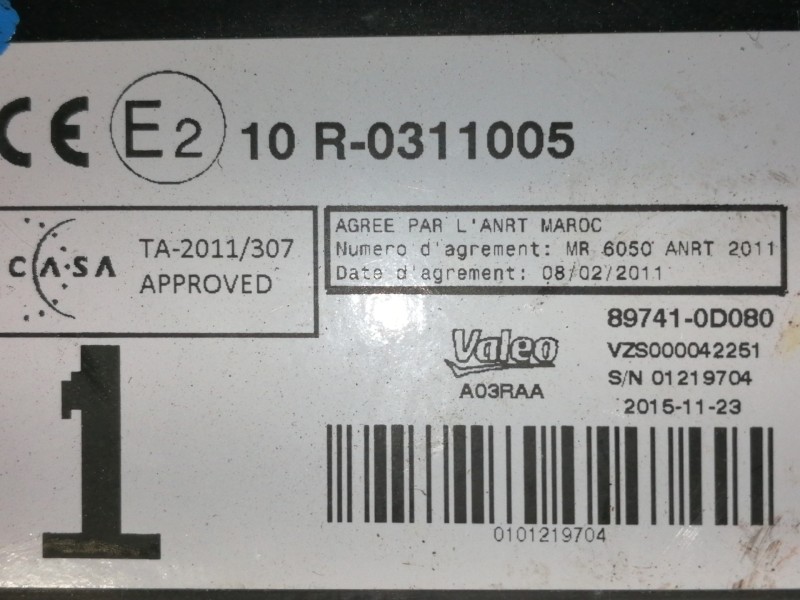 CE E2 10 R-0311005
CASA
TA-2011/307
APPROVED
AGREE PAR L'ANRT MAROC
Numero d'agrement: MR 6050 ANRT 2011
Date d'agrement: 08/02/2011
1
Valeo
A03RAA
89741-0D080
VZS000042251
S/N 01219704
2015-11-23
0101219704